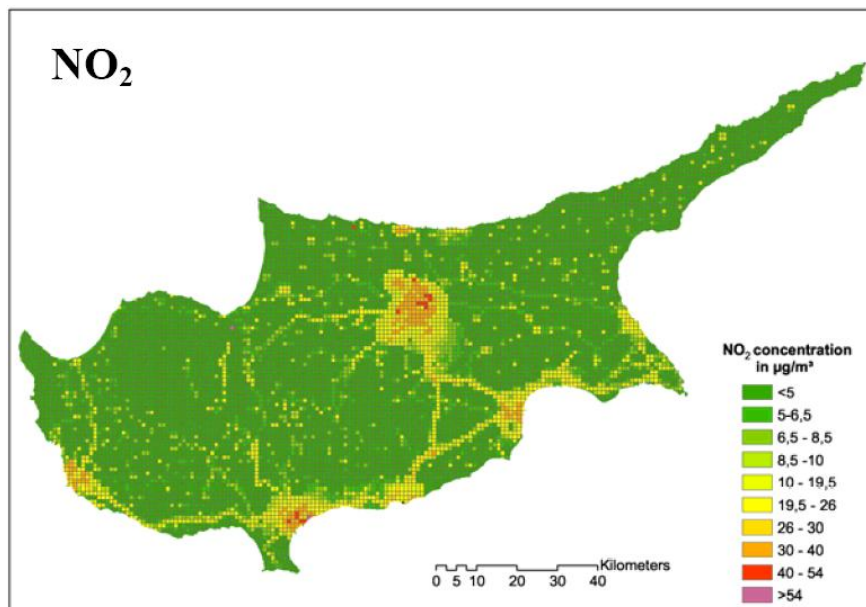 NO₂
NO₂ concentration
in µg/m³
<5
5-6,5
6,5 - 8,5
8,5 -10
10 - 19,5
19,5 - 26
26 - 30
30 - 40
40 - 54
>54
Kilometers
0 5 10 20 30 40